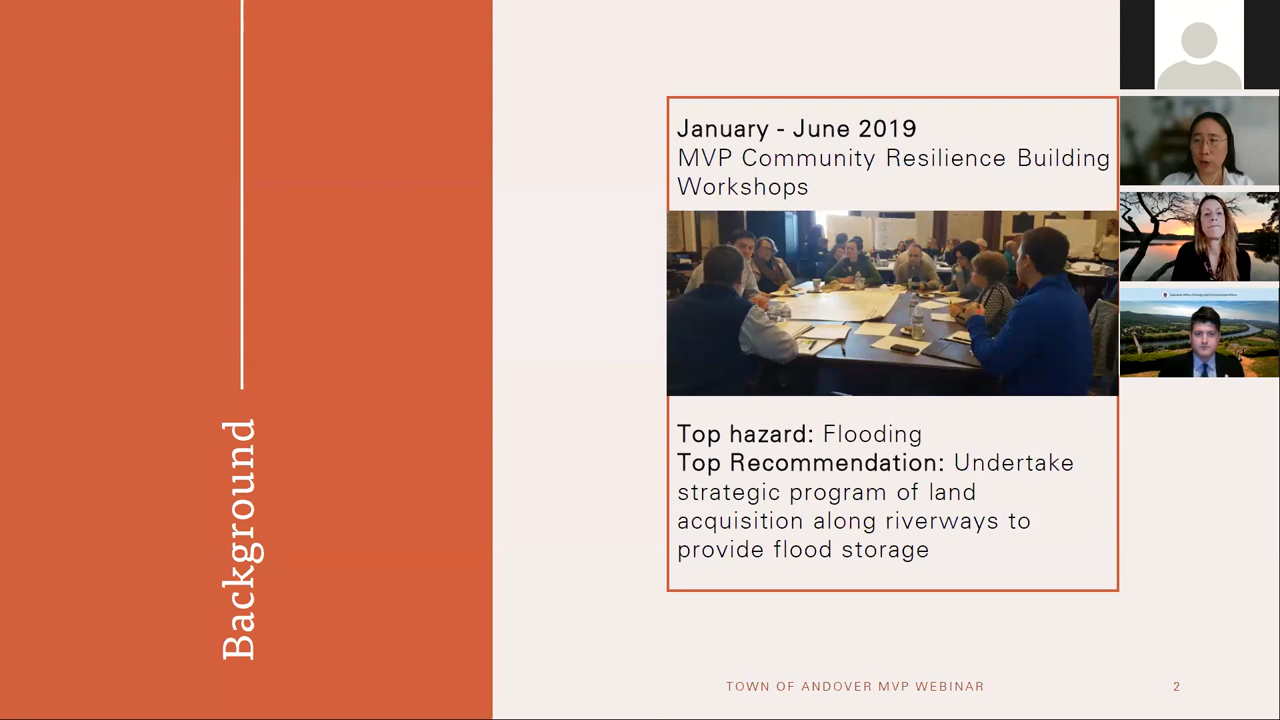 Background
January - June 2019
MVP Community Resilience Building
Workshops
Top hazard: Flooding
Top Recommendation: Undertake
strategic program of land
acquisition along riverways to
provide flood storage
TOWN OF ANDOVER MVP WEBINAR
2